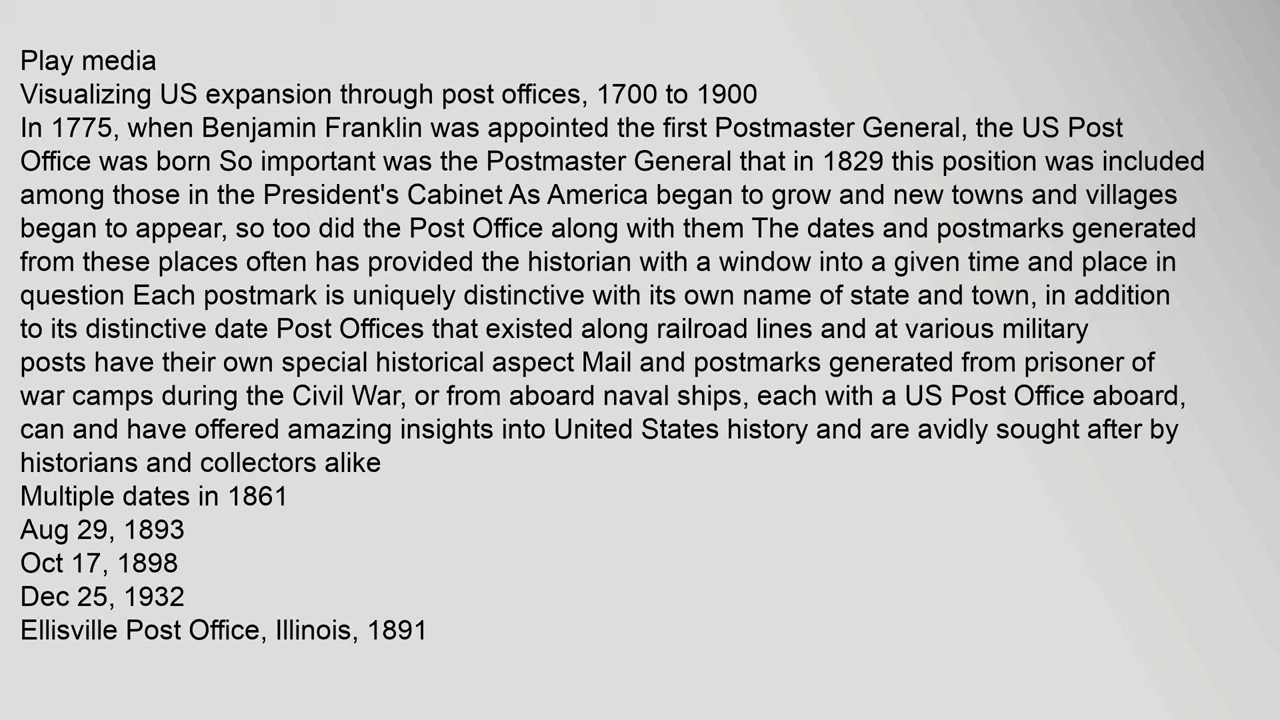 Play media
Visualizing US expansion through post offices, 1700 to 1900
In 1775, when Benjamin Franklin was appointed the first Postmaster General, the US Post
Office was born So important was the Postmaster General that in 1829 this position was included
among those in the President's Cabinet As America began to grow and new towns and villages
began to appear, so too did the Post Office along with them The dates and postmarks generated
from these places often has provided the historian with a window into a given time and place in
question Each postmark is uniquely distinctive with its own name of state and town, in addition
to its distinctive date Post Offices that existed along railroad lines and at various military
posts have their own special historical aspect Mail and postmarks generated from prisoner of
war camps during the Civil War, or from aboard naval ships, each with a US Post Office aboard,
can and have offered amazing insights into United States history and are avidly sought after by
historians and collectors alike
Multiple dates in 1861
Aug 29, 1893
Oct 17, 1898
Dec 25, 1932
Ellisville Post Office, Illinois, 1891